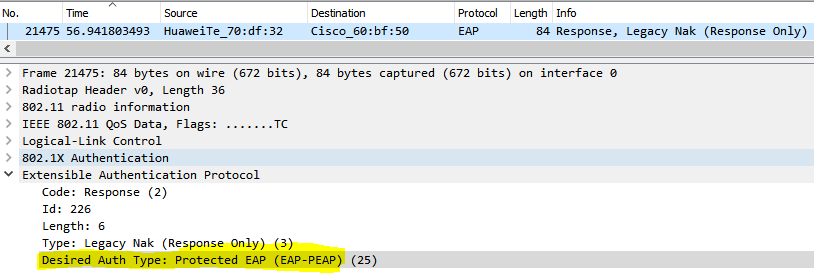 No. Time Source Destination Protocol Length Info
21475 56.941803493 HuaweiTe_70:df:32 Cisco_60:bf:50 EAP 84 Response, Legacy Nak (Response Only)
Frame 21475: 84 bytes on wire (672 bits), 84 bytes captured (672 bits) on interface 0
Radiotap Header v0, Length 36
802.11 radio information
IEEE 802.11 QoS Data, Flags: .......TC
Logical-Link Control
802.1X Authentication
Extensible Authentication Protocol
Code: Response (2)
Id: 226
Length: 6
Type: Legacy Nak (Response Only) (3)
Desired Auth Type: Protected EAP (EAP-PEAP) (25)